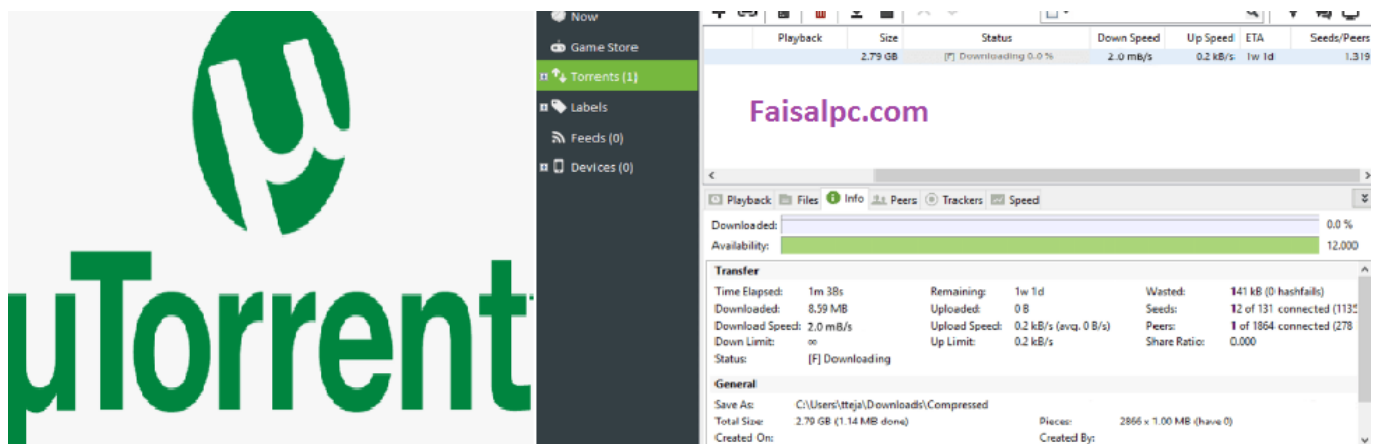 µ
µTorrent
Now
Game Store
Torrents (1)
Labels
Feeds (0)
Devices (0)
Playback Size Status Down Speed Up Speed ETA Seeds/Peers
2.79 GB [F] Downloading 0.0 % 2..0 mB/s 0.2 kB/s 1w 1d 1.319
Faisalpc.com
Playback Files Info Peers Trackers Speed
Downloaded: 0.0 %
Availability: 12.000
Transfer
Time Elapsed: 1m 38s Remaining: 1w 1d Wasted: 141 kB (0 hashfails)
Downloaded: 8.59 MB Uploaded: 0 B Seeds: 12 of 131 connected (1135
Download Speed: 2.0 mB/s Upload Speed: 0.2 kB/s (avg. 0 B/s) Peers: 1 of 1864 connected (278
Down Limit: ∞ Up Limit: 0.2 kB/s Share Ratio: 0.000
Status: [F] Downloading
General
Save As: C:\Users\tteja\Downloads\Compressed
Total Size: 2.79 GB (1.14 MB done) Pieces: 2866 x 1.00 MB (have 0)
Created On: Created By: